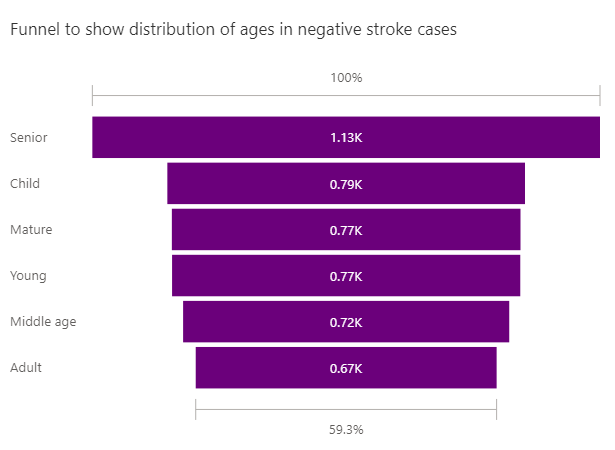 Funnel to show distribution of ages in negative stroke cases
100%
Senior 1.13K
Child 0.79K
Mature 0.77K
Young 0.77K
Middle age 0.72K
Adult 0.67K
59.3%